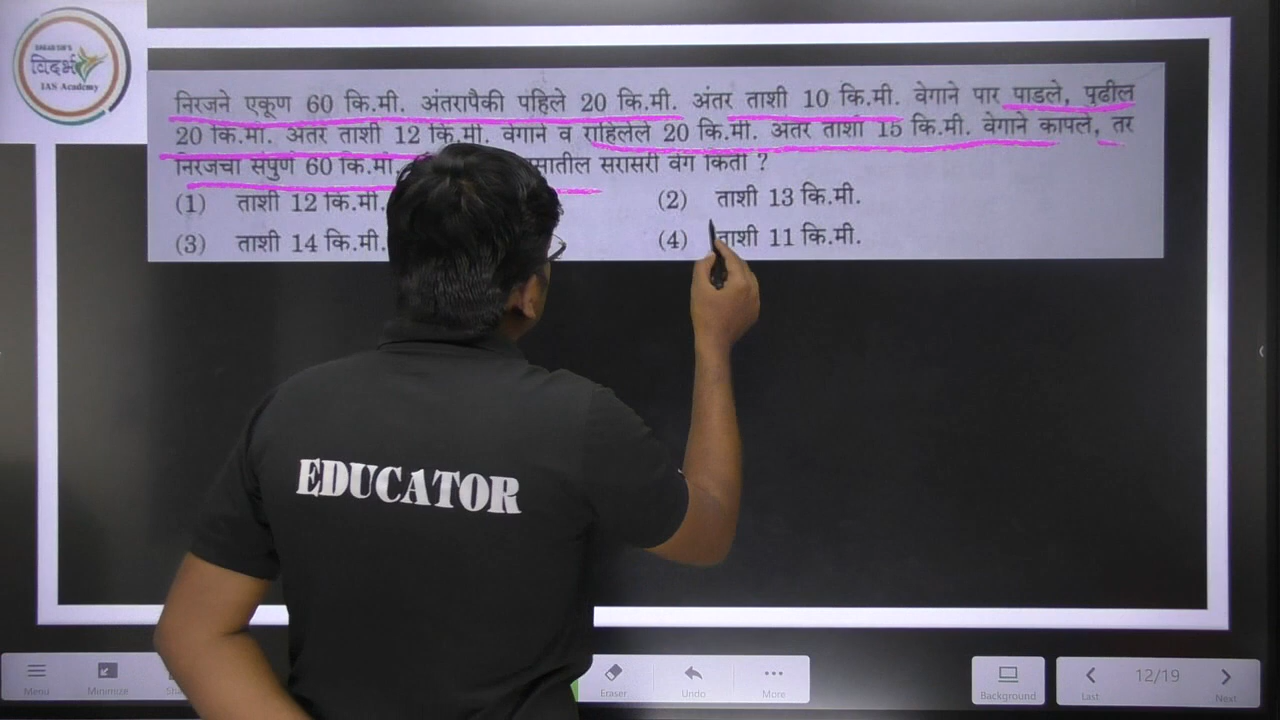 विदर्भ
IAS Academy
निरजने एकूण 60 कि.मी. अंतरापैकी पहिले 20 कि.मी. अंतर ताशी 10 कि.मी. वेगाने पार पाडले, पुढील
20 कि.मी. अंतर ताशी 12 कि.मी. वेगाने व राहिलेले 20 कि.मी. अंतर ताशी 15 कि.मी. वेगाने कापले, तर
निरजचा संपुर्ण 60 कि.मी. सरासरी वेग किती ?
(1) ताशी 12 कि.मी. (2) ताशी 13 कि.मी.
(3) ताशी 14 कि.मी. (4) ताशी 11 कि.मी.
EDUCATOR
Menu Minimize Eraser Undo More Background Last 12/19 Next